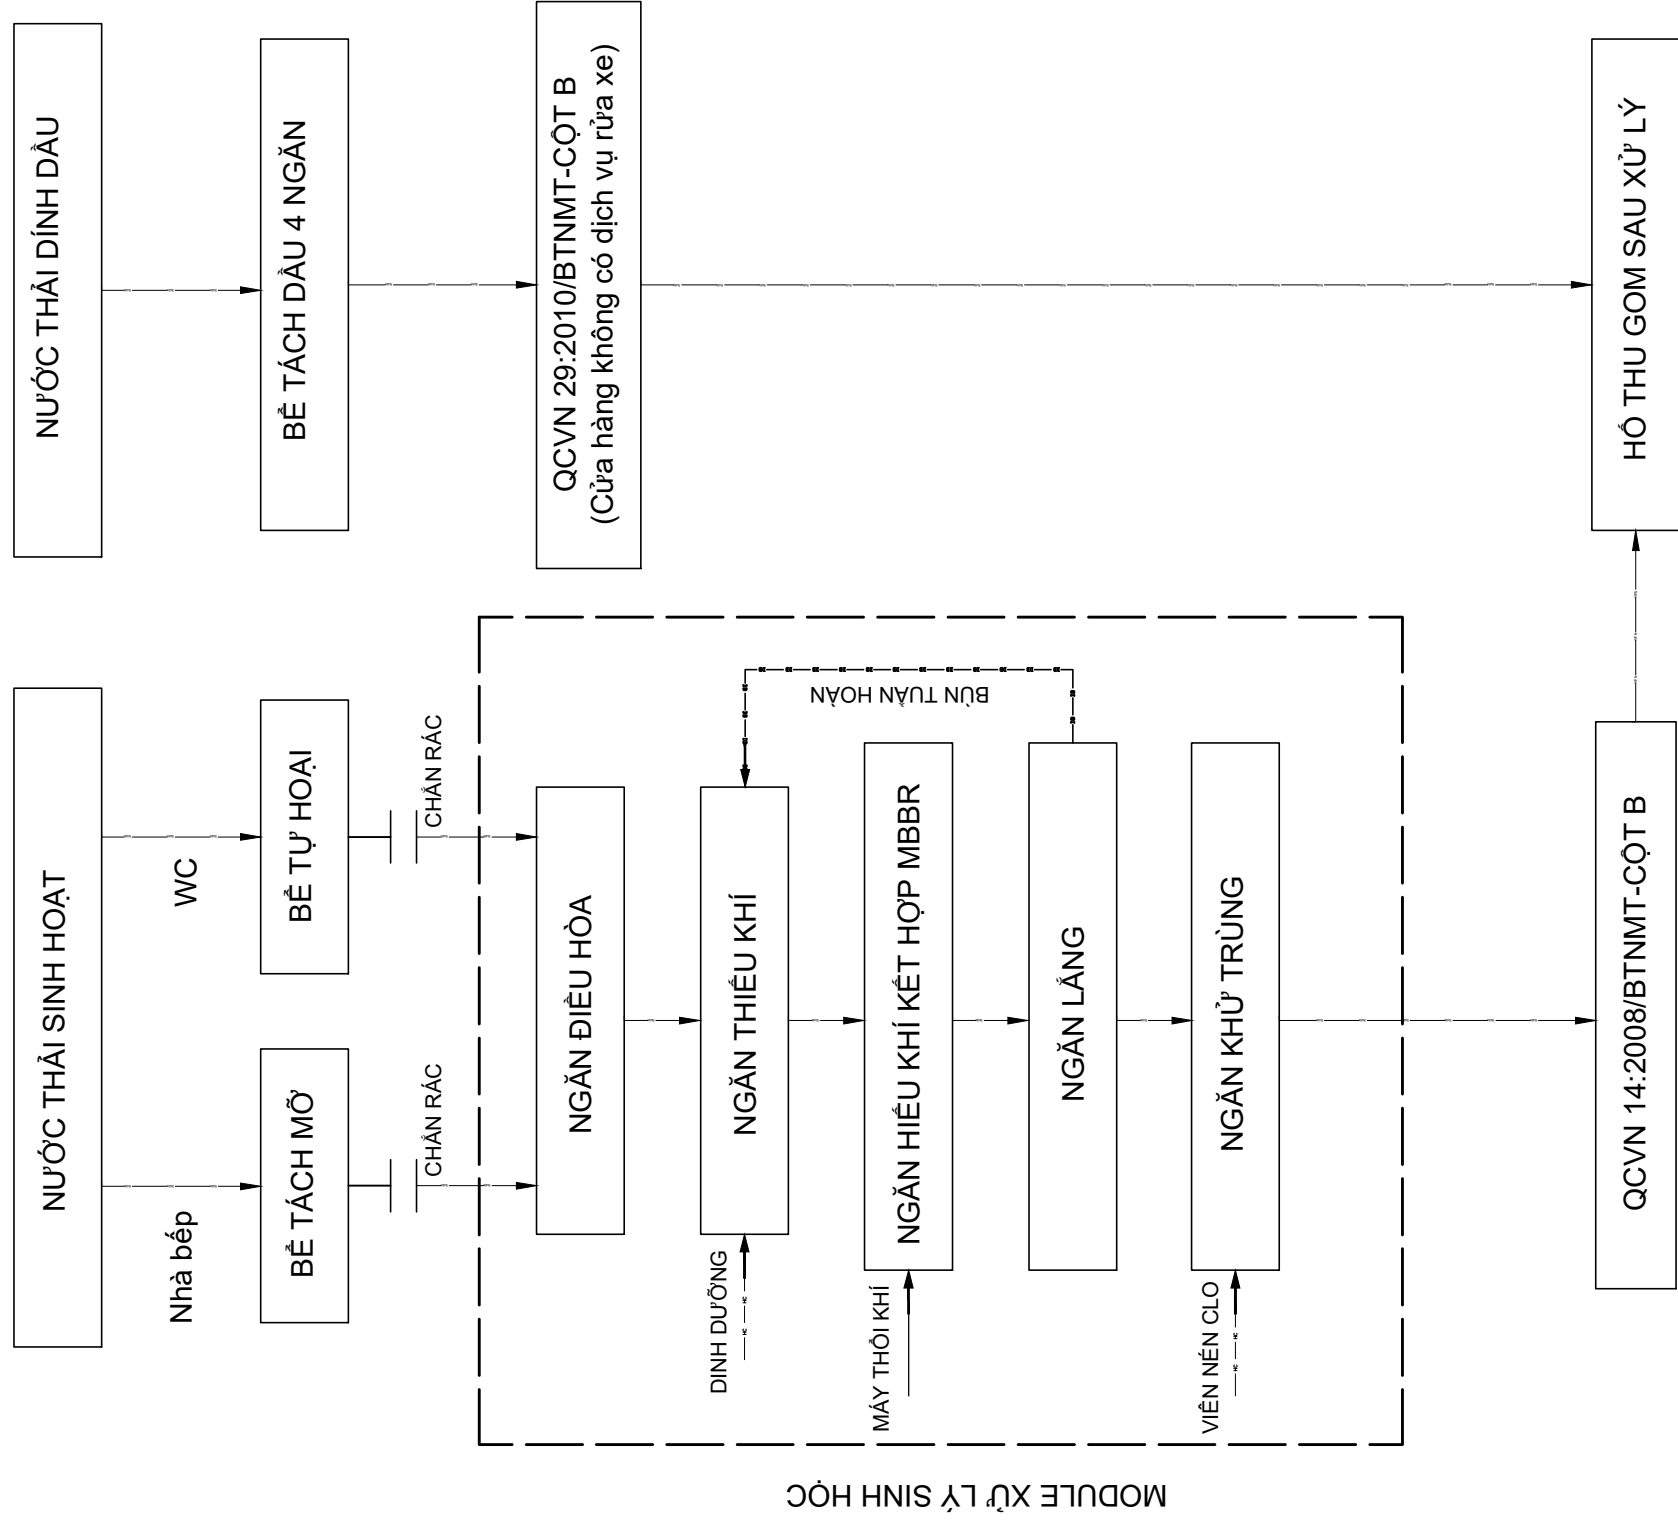 NƯỚC THẢI SINH HOẠT
NƯỚC THẢI DÍNH DẦU
Nhà bếp
WC
BỂ TÁCH MỠ
BỂ TỰ HOẠI
BỂ TÁCH DẦU 4 NGĂN
CHẮN RÁC
CHẮN RÁC
QCVN 29:2010/BTNMT-CỘT B
(Cửa hàng không có dịch vụ rửa xe)
MODULE XỬ LÝ SINH HỌC
NGĂN ĐIỀU HÒA
DINH DƯỠNG
NGĂN THIẾU KHÍ
BÙN TUẦN HOÀN
MÁY THỔI KHÍ
NGĂN HIẾU KHÍ KẾT HỢP MBBR
NGĂN LẮNG
VIÊN NÉN CLO
NGĂN KHỬ TRÙNG
QCVN 14:2008/BTNMT-CỘT B
HỐ THU GOM SAU XỬ LÝ